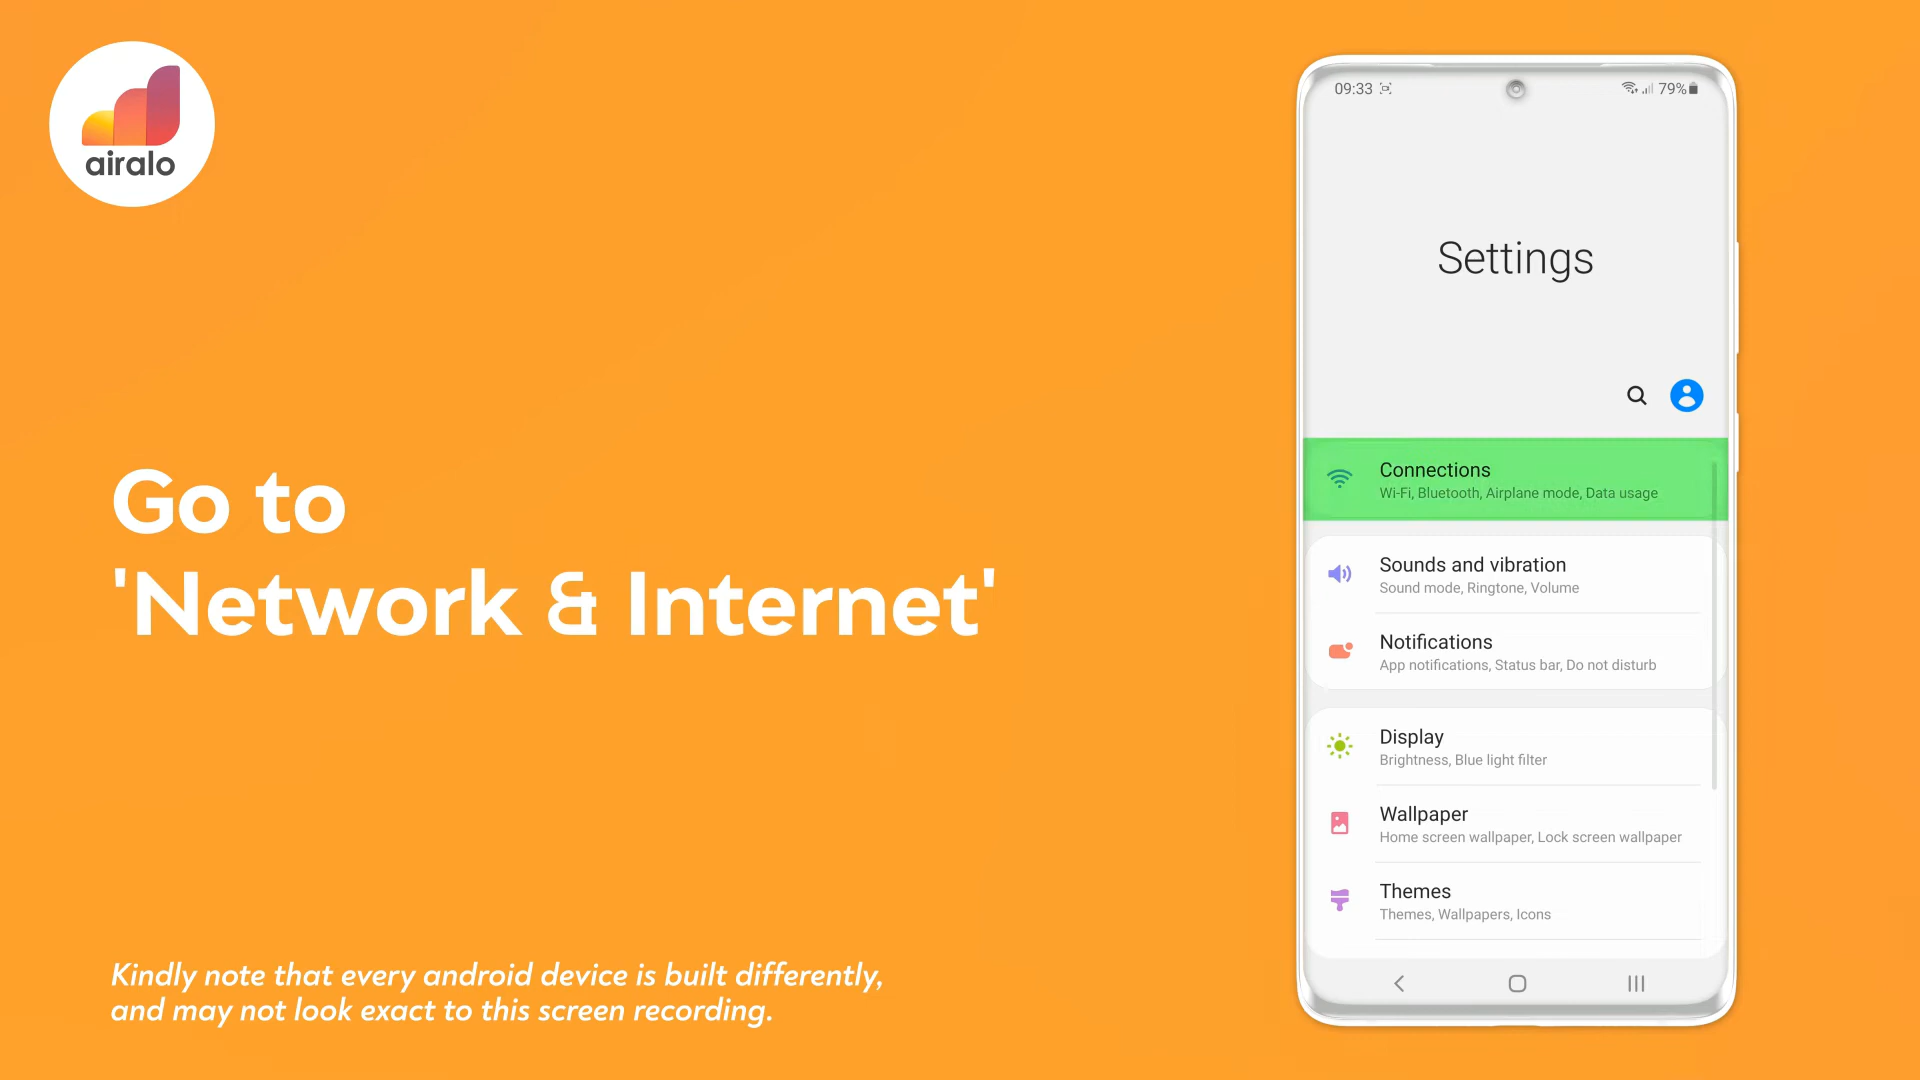 airalo
Go to
'Network & Internet'
Kindly note that every android device is built differently,
and may not look exact to this screen recording.
09:33
79%
Settings
Connections
Wi-Fi, Bluetooth, Airplane mode, Data usage
Sounds and vibration
Sound mode, Ringtone, Volume
Notifications
App notifications, Status bar, Do not disturb
Display
Brightness, Blue light filter
Wallpaper
Home screen wallpaper, Lock screen wallpaper
Themes
Themes, Wallpapers, Icons